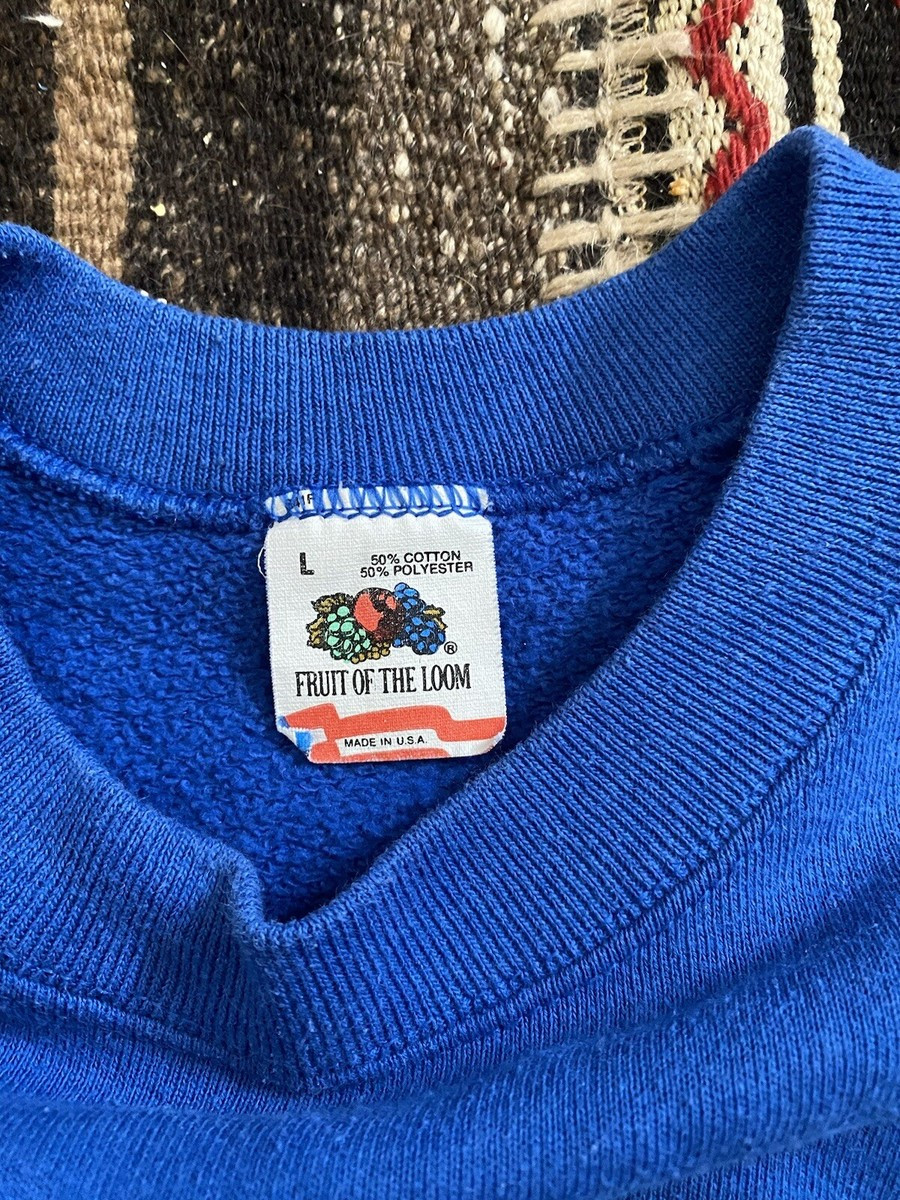 L
50% COTTON
50% POLYESTER
®
FRUIT OF THE LOOM
MADE IN U.S.A.